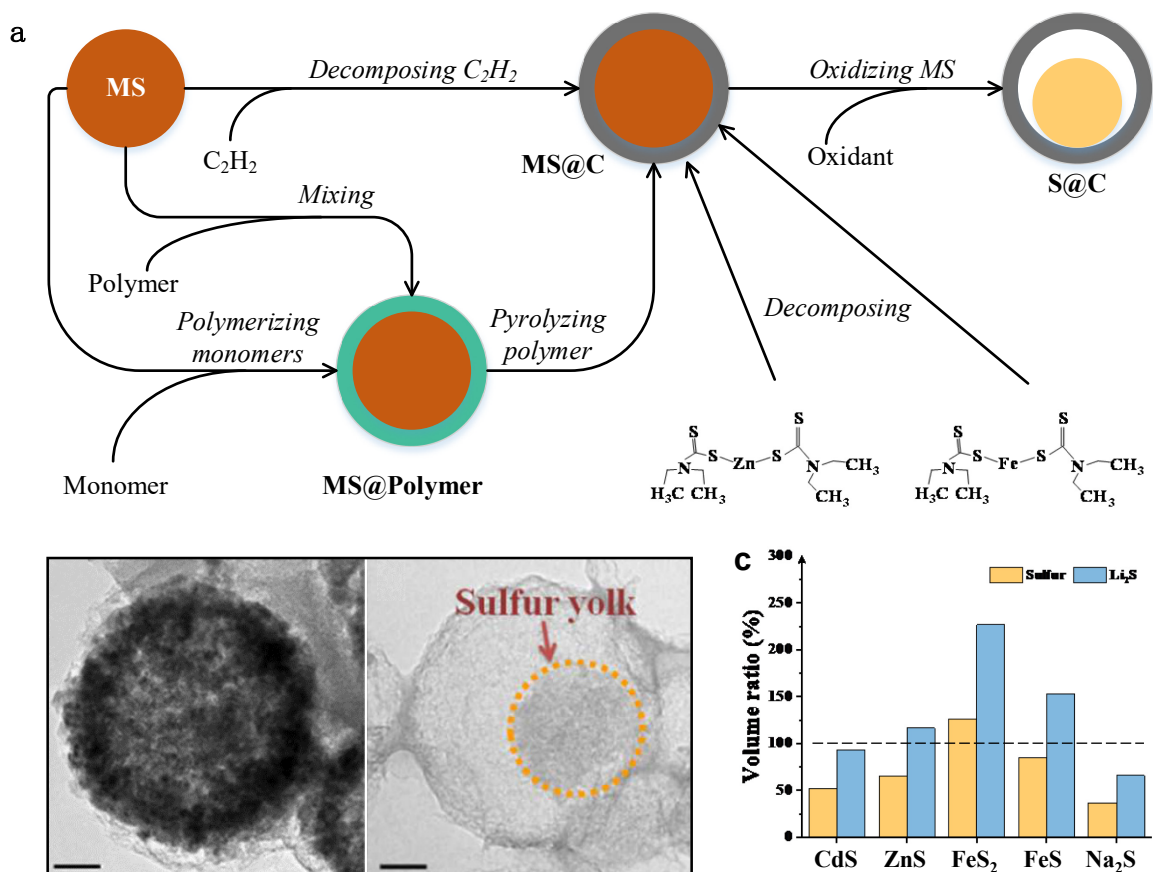 a
MS
Decomposing C₂H₂
C₂H₂
Mixing
Polymer
Polymerizing
monomers
Monomer
MS@Polymer
Pyrolyzing
polymer
MS@C
Oxidizing MS
Oxidant
S@C
Decomposing
S
S
Zn
S
S
N
N
H₃C
CH₃
CH₃
CH₃
S
S
Fe
S
S
N
N
H₃C
CH₃
CH₃
CH₃
Sulfur yolk
c
Volume ratio (%)
300
250
200
150
100
50
0
Sulfur
Li₂S
CdS
ZnS
FeS₂
FeS
Na₂S